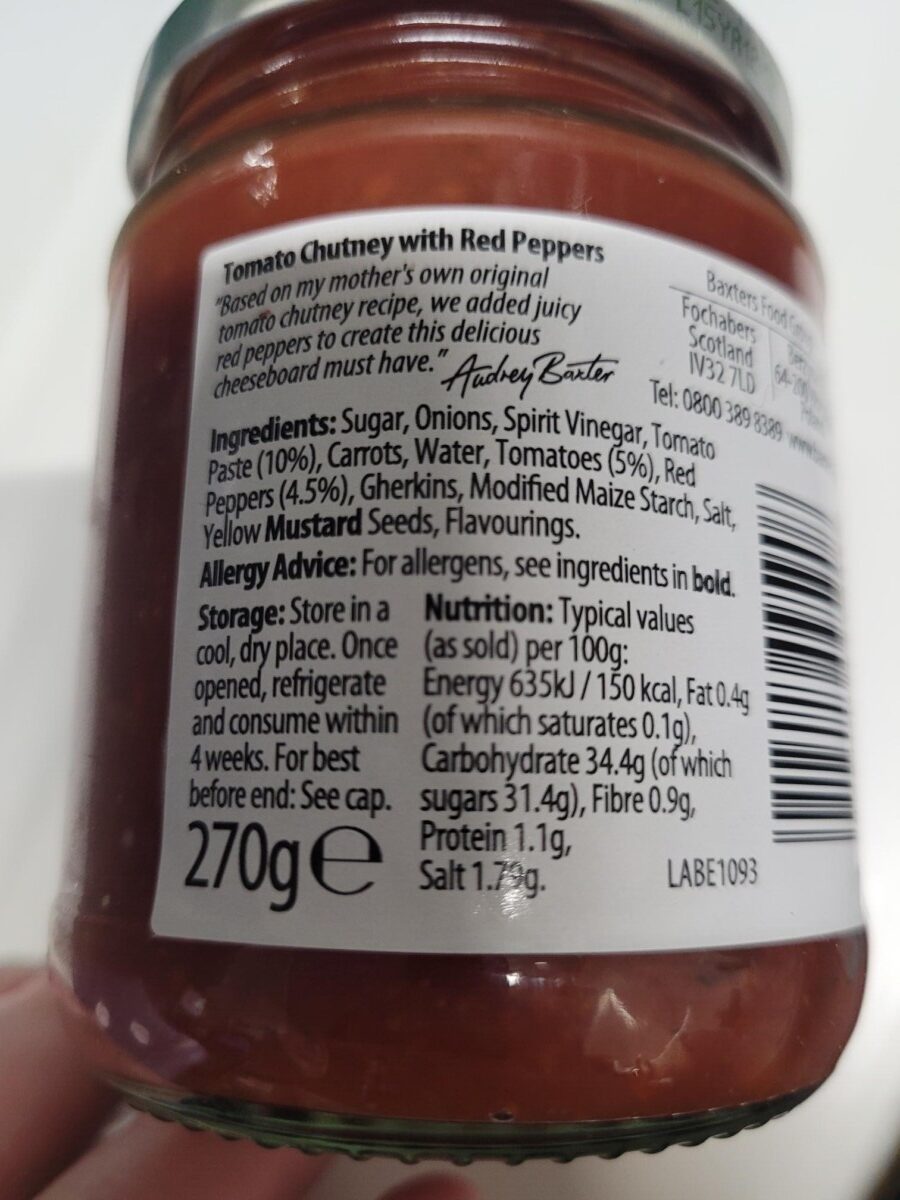 Tomato Chutney with Red Peppers
"Based on my mother's own original
tomato chutney recipe, we added juicy
red peppers to create this delicious
cheeseboard must have."
Audrey Baxter
Baxters Food
Fochabers
Scotland
IV32 7LD
Tel: 0800 389 8389
Ingredients: Sugar, Onions, Spirit Vinegar, Tomato
Paste (10%), Carrots, Water, Tomatoes (5%), Red
Peppers (4.5%), Gherkins, Modified Maize Starch, Salt,
Yellow Mustard Seeds, Flavourings.
Allergy Advice: For allergens, see ingredients in bold.
Storage: Store in a
cool, dry place. Once
opened, refrigerate
and consume within
4 weeks. For best
before end: See cap.
270g e
Nutrition: Typical values
(as sold) per 100g:
Energy 635kJ / 150 kcal, Fat 0.4g
(of which saturates 0.1g),
Carbohydrate 34.4g (of which
sugars 31.4g), Fibre 0.9g,
Protein 1.1g,
Salt
LABE1093